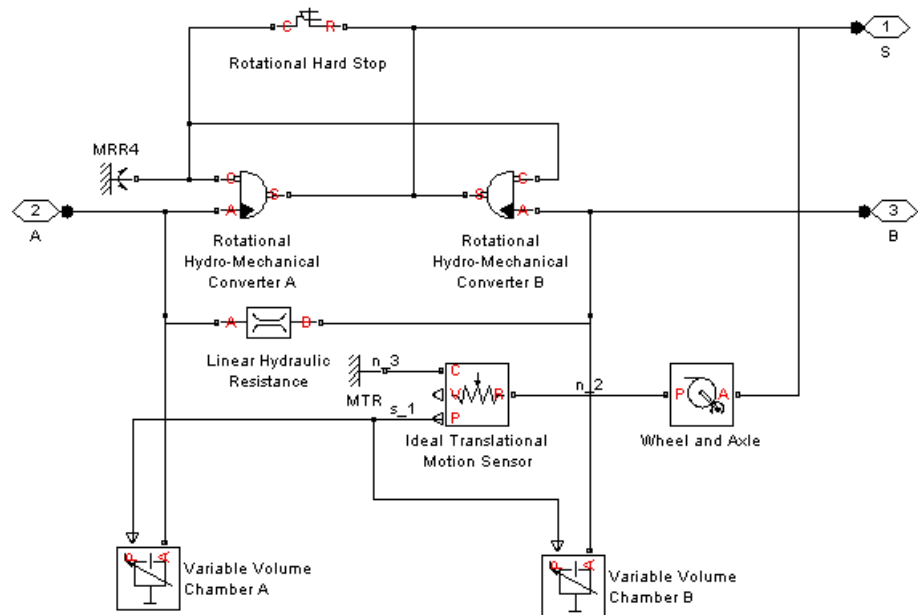 C R
1
S
Rotational Hard Stop
MRR4
C S
S C
2
A
A
A
3
B
Rotational
Hydro-Mechanical
Converter A
Rotational
Hydro-Mechanical
Converter B
A B
Linear Hydraulic
Resistance
n_3
MTR
C
V R
P
n_2
P A
s_1
Ideal Translational
Motion Sensor
Wheel and Axle
P A
Variable Volume
Chamber A
P A
Variable Volume
Chamber B